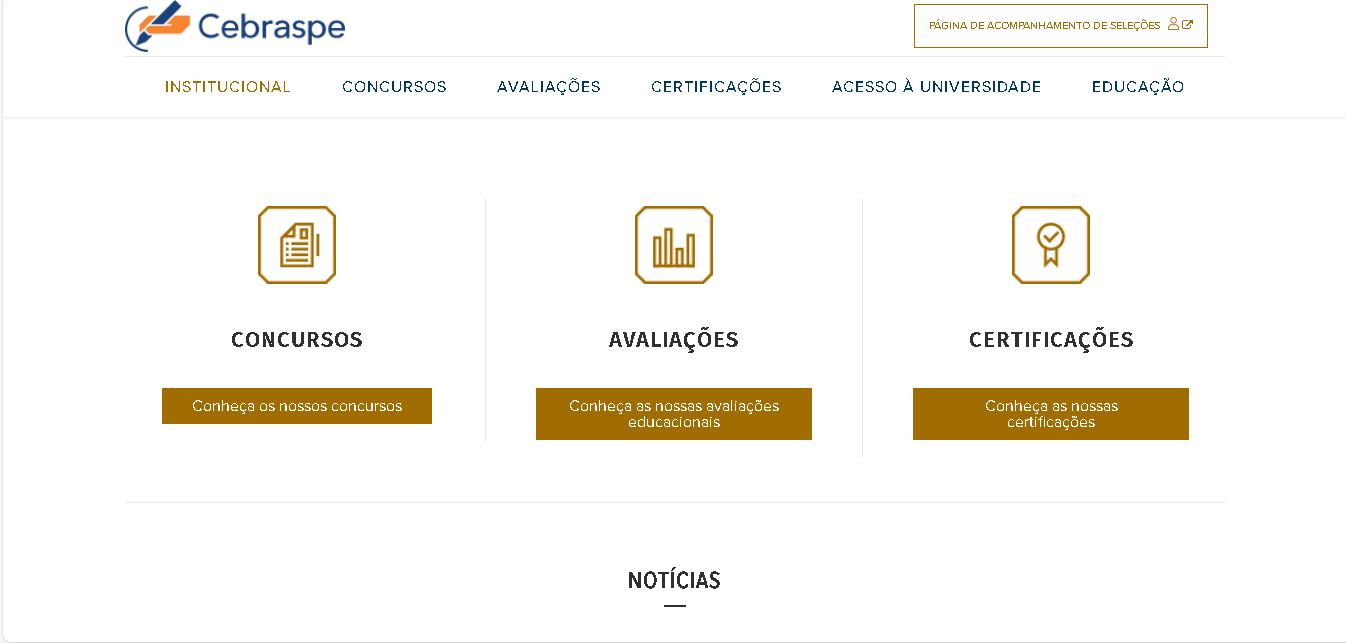 Cebraspe
PÁGINA DE ACOMPANHAMENTO DE SELEÇÕES
INSTITUCIONAL CONCURSOS AVALIAÇÕES CERTIFICAÇÕES ACESSO À UNIVERSIDADE EDUCAÇÃO
CONCURSOS
Conheça os nossos concursos
AVALIAÇÕES
Conheça as nossas avaliações
educacionais
CERTIFICAÇÕES
Conheça as nossas
certificações
NOTÍCIAS